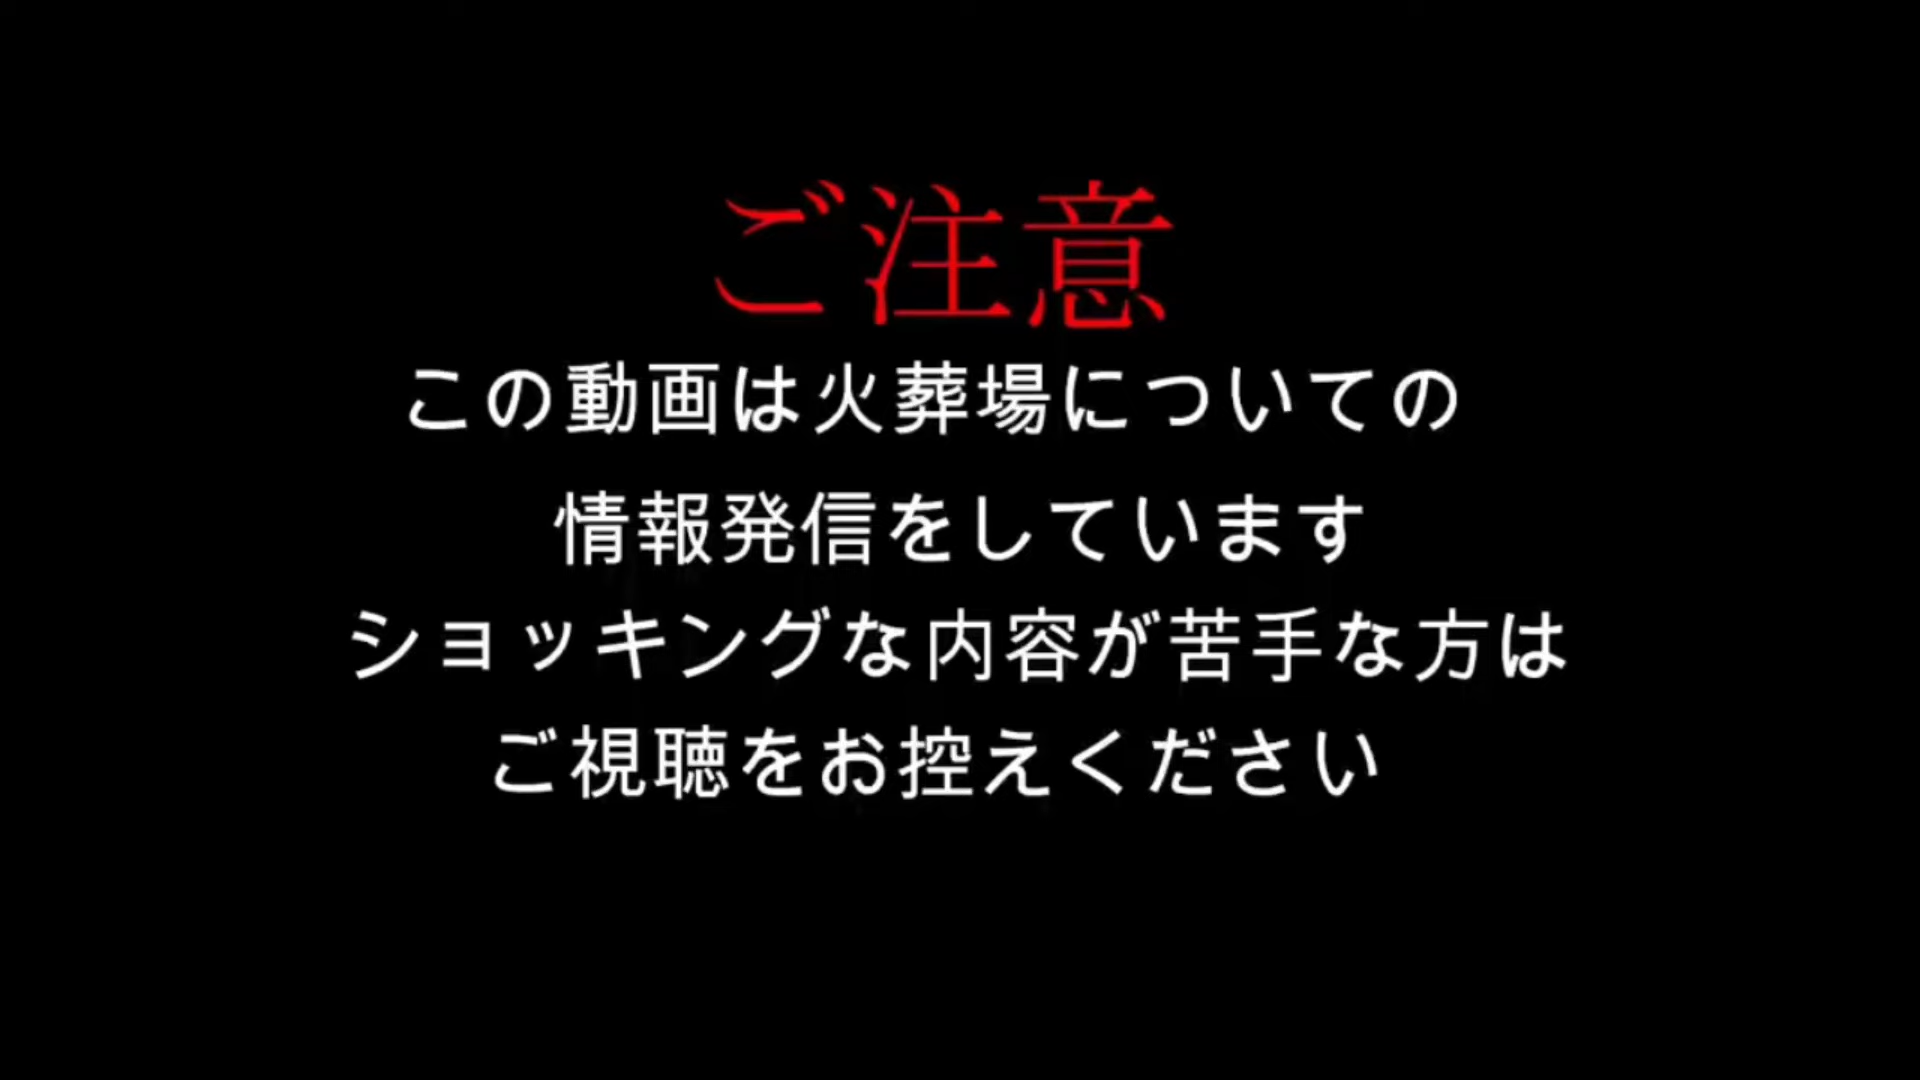 ご注意
この動画は火葬場についての
情報発信をしています
ショッキングな内容が苦手な方は
ご視聴をお控えください